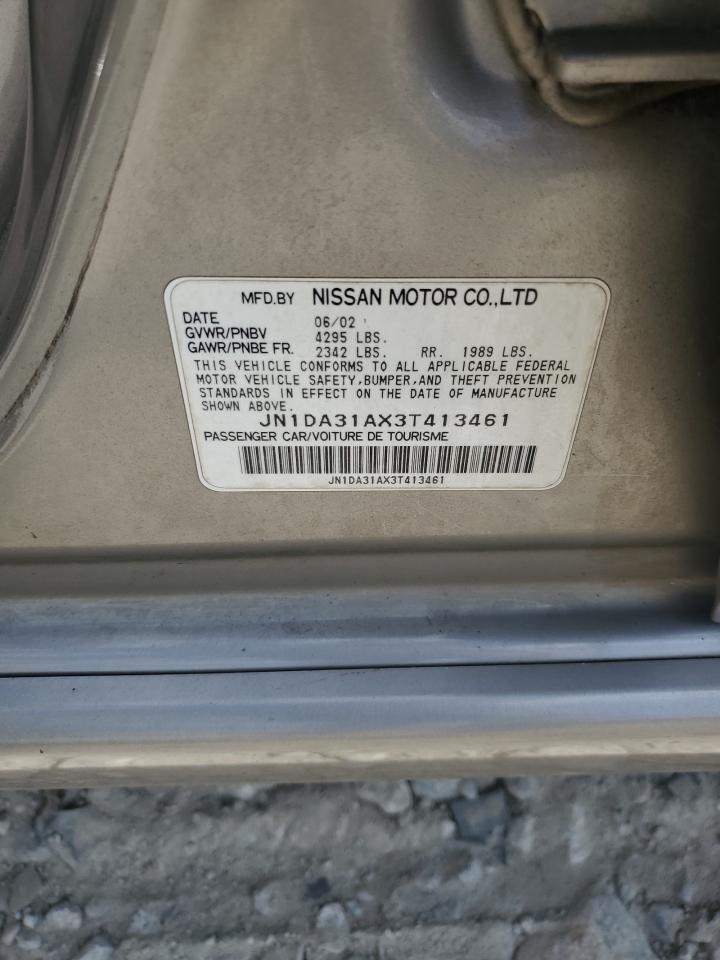 MFD.BY NISSAN MOTOR CO.,LTD
DATE 06/02
GVWR/PNBV 4295 LBS.
GAWR/PNBE FR. 2342 LBS. RR. 1989 LBS.
THIS VEHICLE CONFORMS TO ALL APPLICABLE FEDERAL
MOTOR VEHICLE SAFETY,BUMPER,AND THEFT PREVENTION
STANDARDS IN EFFECT ON THE DATE OF MANUFACTURE
SHOWN ABOVE.
JN1DA31AX3T413461
PASSENGER CAR/VOITURE DE TOURISME
JN1DA31AX3T413461